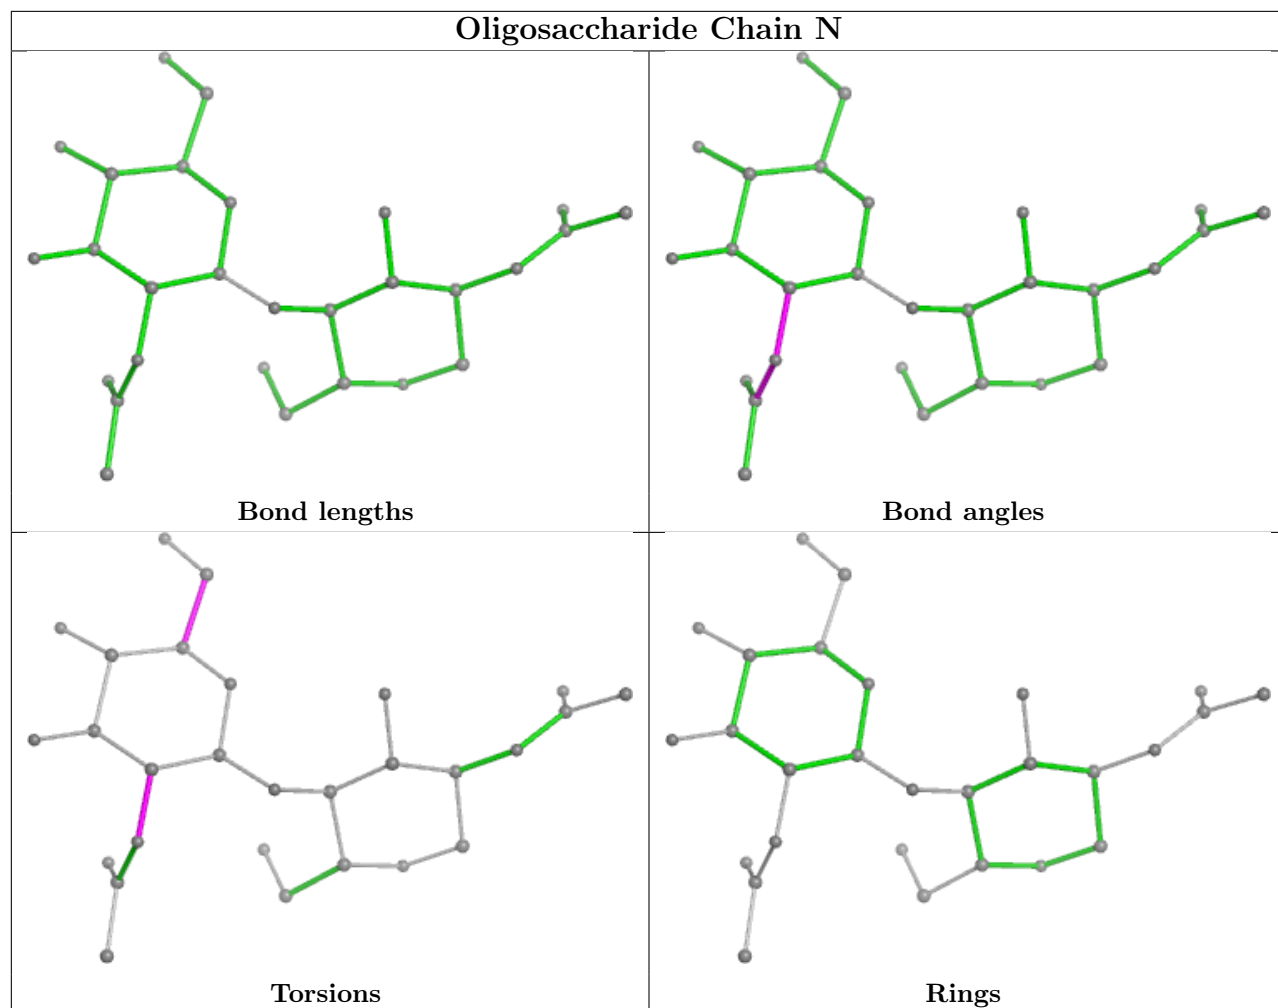 Oligosaccharide Chain N
Bond lengths
Bond angles
Torsions
Rings